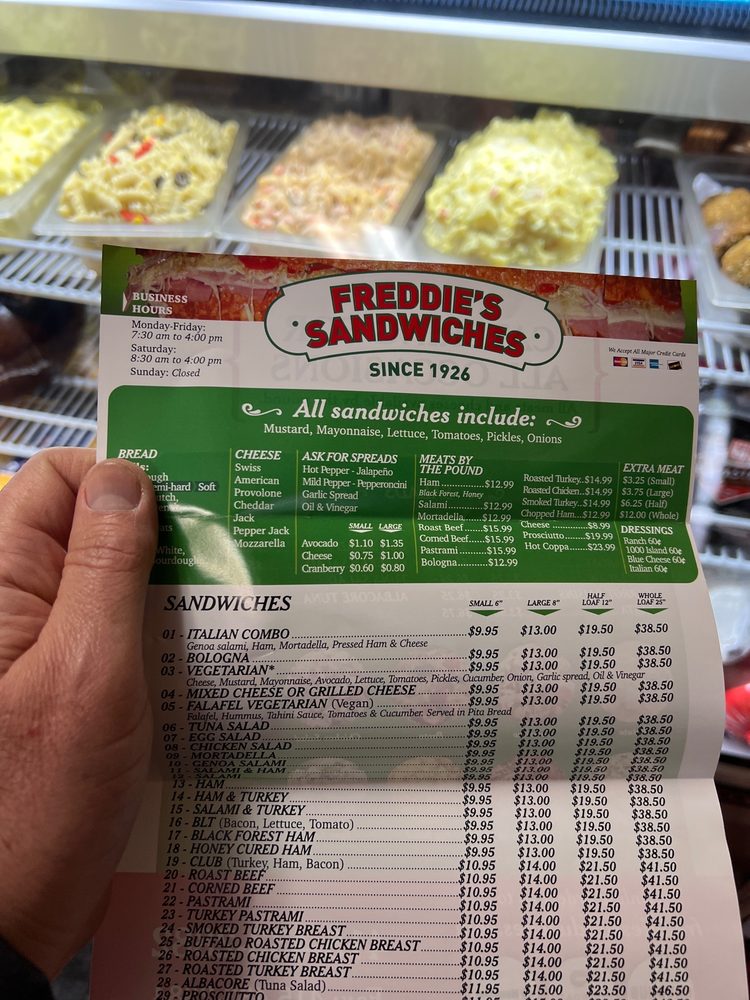 BUSINESS
HOURS
Monday-Friday:
7:30 am to 4:00 pm
Saturday:
8:30 am to 4:00 pm
Sunday: Closed
FREDDIE'S
SANDWICHES
SINCE 1926
We Accept All Major Credit Cards
All sandwiches include:
Mustard, Mayonnaise, Lettuce, Tomatoes, Pickles, Onions
BREAD
Soft
White,
CHEESE
Swiss
American
Provolone
Cheddar
Jack
Pepper Jack
Mozzarella
ASK FOR SPREADS
Hot Pepper - Jalapeño
Mild Pepper - Pepperoncini
Garlic Spread
Oil & Vinegar
SMALL LARGE
Avocado $1.10 $1.35
Cheese $0.75 $1.00
Cranberry $0.60 $0.80
MEATS BY
THE POUND
Ham $12.99
Black Forest, Honey
Salami $12.99
Mortadella $12.99
Roast Beef $15.99
Corned Beef $15.99
Pastrami $15.99
Bologna $12.99
Roasted Turkey $14.99
Roasted Chicken $14.99
Smoked Turkey $14.99
Chopped Ham $12.99
Cheese $8.99
Prosciutto $19.99
Hot Coppa $23.99
EXTRA MEAT
$3.25 (Small)
$3.75 (Large)
$6.25 (Half)
$12.00 (Whole)
DRESSINGS
Ranch 60¢
1000 Island 60¢
Blue Cheese 60¢
Italian 60¢
SANDWICHES SMALL 6" LARGE 8" HALF LOAF 12" WHOLE LOAF 25"
01 - ITALIAN COMBO $9.95 $13.00 $19.50 $38.50
Genoa salami, Ham, Mortadella, Pressed Ham & Cheese
02 - BOLOGNA $9.95 $13.00 $19.50 $38.50
03 - VEGETARIAN* $9.95 $13.00 $19.50 $38.50
Cheese, Mustard, Mayonnaise, Avocado, Lettuce, Tomatoes, Pickles, Cucumber, Onion, Garlic spread, Oil & Vinegar
04 - MIXED CHEESE OR GRILLED CHEESE $9.95 $13.00 $19.50 $38.50
05 - FALAFEL VEGETARIAN (Vegan) $9.95 $13.00 $19.50 $38.50
Falafel, Hummus, Tahini Sauce, Tomatoes & Cucumber. Served in Pita Bread
06 - TUNA SALAD $9.95 $13.00 $19.50 $38.50
07 - EGG SALAD $9.95 $13.00 $19.50 $38.50
08 - CHICKEN SALAD $9.95 $13.00 $19.50 $38.50
09 - MORTADELLA $9.95 $13.00 $19.50 $38.50
10 - GENOA SALAMI $9.95 $13.00 $19.50 $38.50
11 - SALAMI & HAM $9.95 $13.00 $19.50 $38.50
12 - SALAMI $9.95 $13.00 $19.50 $38.50
13 - HAM $9.95 $13.00 $19.50 $38.50
14 - HAM & TURKEY $9.95 $13.00 $19.50 $38.50
15 - SALAMI & TURKEY $9.95 $13.00 $19.50 $38.50
16 - BLT (Bacon, Lettuce, Tomato) $9.95 $13.00 $19.50 $38.50
17 - BLACK FOREST HAM $9.95 $13.00 $19.50 $38.50
18 - HONEY CURED HAM $9.95 $13.00 $19.50 $38.50
19 - CLUB (Turkey, Ham, Bacon) $10.95 $14.00 $21.50 $41.50
20 - ROAST BEEF $10.95 $14.00 $21.50 $41.50
21 - CORNED BEEF $10.95 $14.00 $21.50 $41.50
22 - PASTRAMI $10.95 $14.00 $21.50 $41.50
23 - TURKEY PASTRAMI $10.95 $14.00 $21.50 $41.50
24 - SMOKED TURKEY BREAST $10.95 $14.00 $21.50 $41.50
25 - BUFFALO ROASTED CHICKEN BREAST $10.95 $14.00 $21.50 $41.50
26 - ROASTED CHICKEN BREAST $10.95 $14.00 $21.50 $41.50
27 - ROASTED TURKEY BREAST $10.95 $14.00 $21.50 $41.50
28 - ALBACORE (Tuna Salad) $11.95 $15.00 $23.50 $46.50
29 - PROSCIUTTO